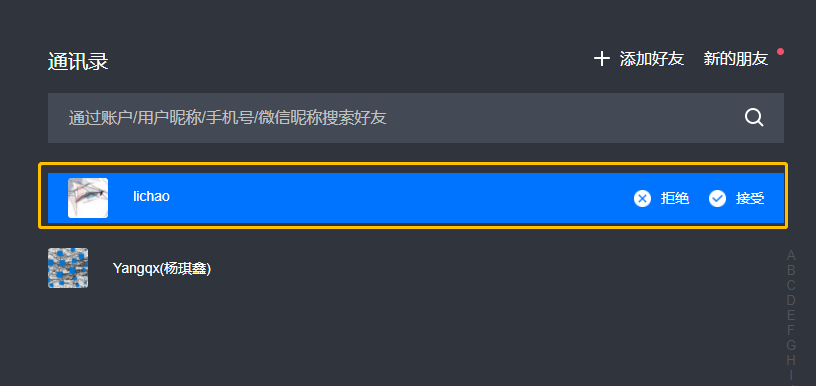 通讯录
添加好友 新的朋友
通过账户/用户昵称/手机号/微信昵称搜索好友
lichao 拒绝 接受
Yangqx(杨琪鑫)
A
B
C
D
E
F
G
H
I